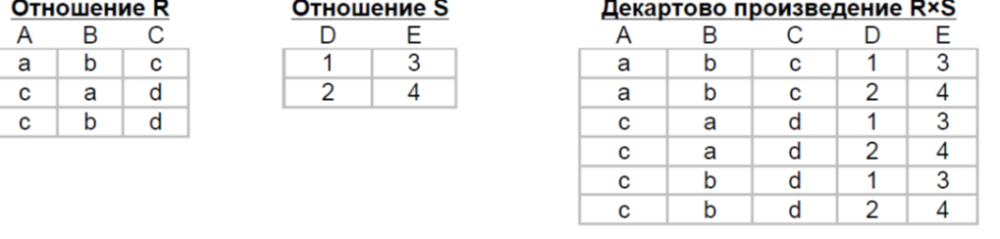 Отношение R Отношение S Декартово произведение R×S
A B C D E A B C D E
a b c 1 3 a b c 1 3
c a d 2 4 a b c 2 4
c b d c a d 1 3
c a d 2 4
c b d 1 3
c b d 2 4